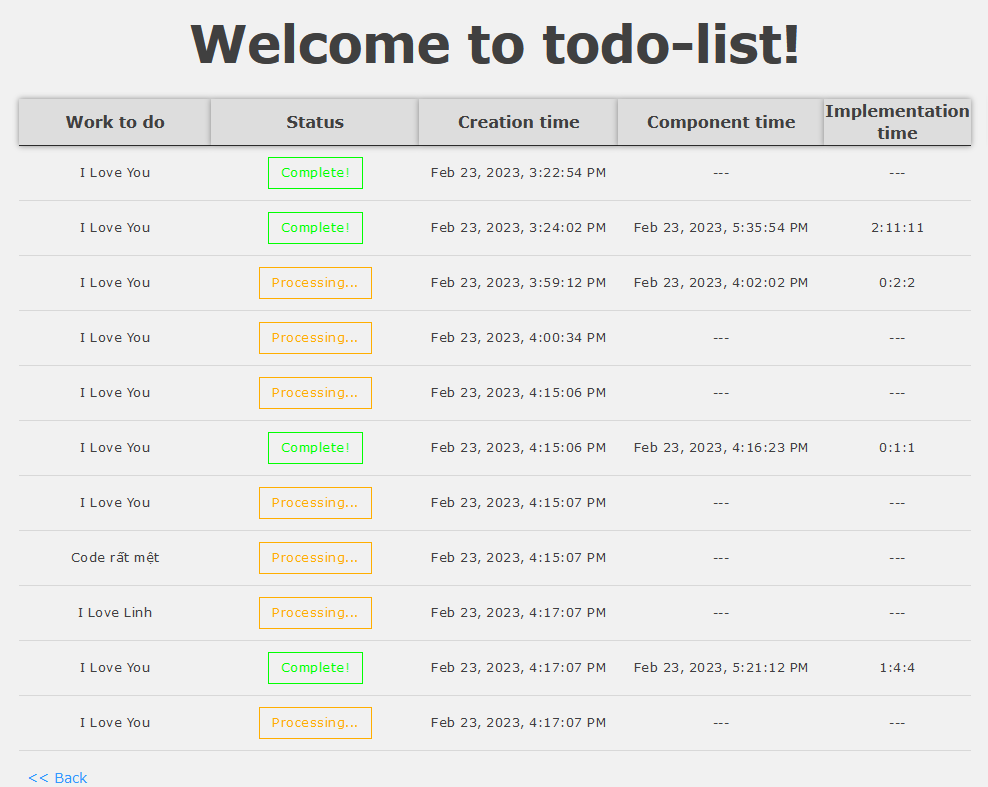 Welcome to todo-list!
Work to do Status Creation time Component time Implementation time
I Love You Complete! Feb 23, 2023, 3:22:54 PM --- ---
I Love You Complete! Feb 23, 2023, 3:24:02 PM Feb 23, 2023, 5:35:54 PM 2:11:11
I Love You Processing... Feb 23, 2023, 3:59:12 PM Feb 23, 2023, 4:02:02 PM 0:2:2
I Love You Processing... Feb 23, 2023, 4:00:34 PM --- ---
I Love You Processing... Feb 23, 2023, 4:15:06 PM --- ---
I Love You Complete! Feb 23, 2023, 4:15:06 PM Feb 23, 2023, 4:16:23 PM 0:1:1
I Love You Processing... Feb 23, 2023, 4:15:07 PM --- ---
Code rất mệt Processing... Feb 23, 2023, 4:15:07 PM --- ---
I Love Linh Processing... Feb 23, 2023, 4:17:07 PM --- ---
I Love You Complete! Feb 23, 2023, 4:17:07 PM Feb 23, 2023, 5:21:12 PM 1:4:4
I Love You Processing... Feb 23, 2023, 4:17:07 PM --- ---
<< Back